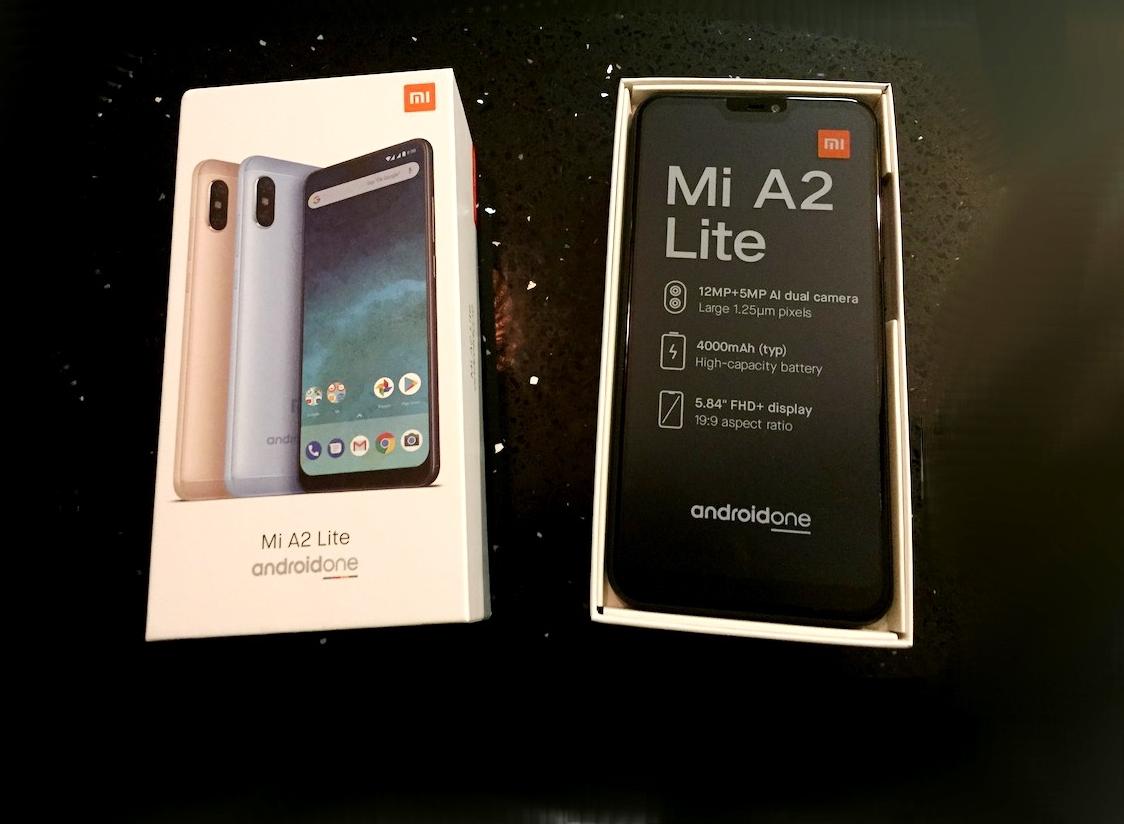 mi
Mi A2 Lite
androidone
mi
Mi A2
Lite
12MP+5MP AI dual camera
Large 1.25µm pixels
4000mAh (typ)
High-capacity battery
5.84" FHD+ display
19:9 aspect ratio
androidone